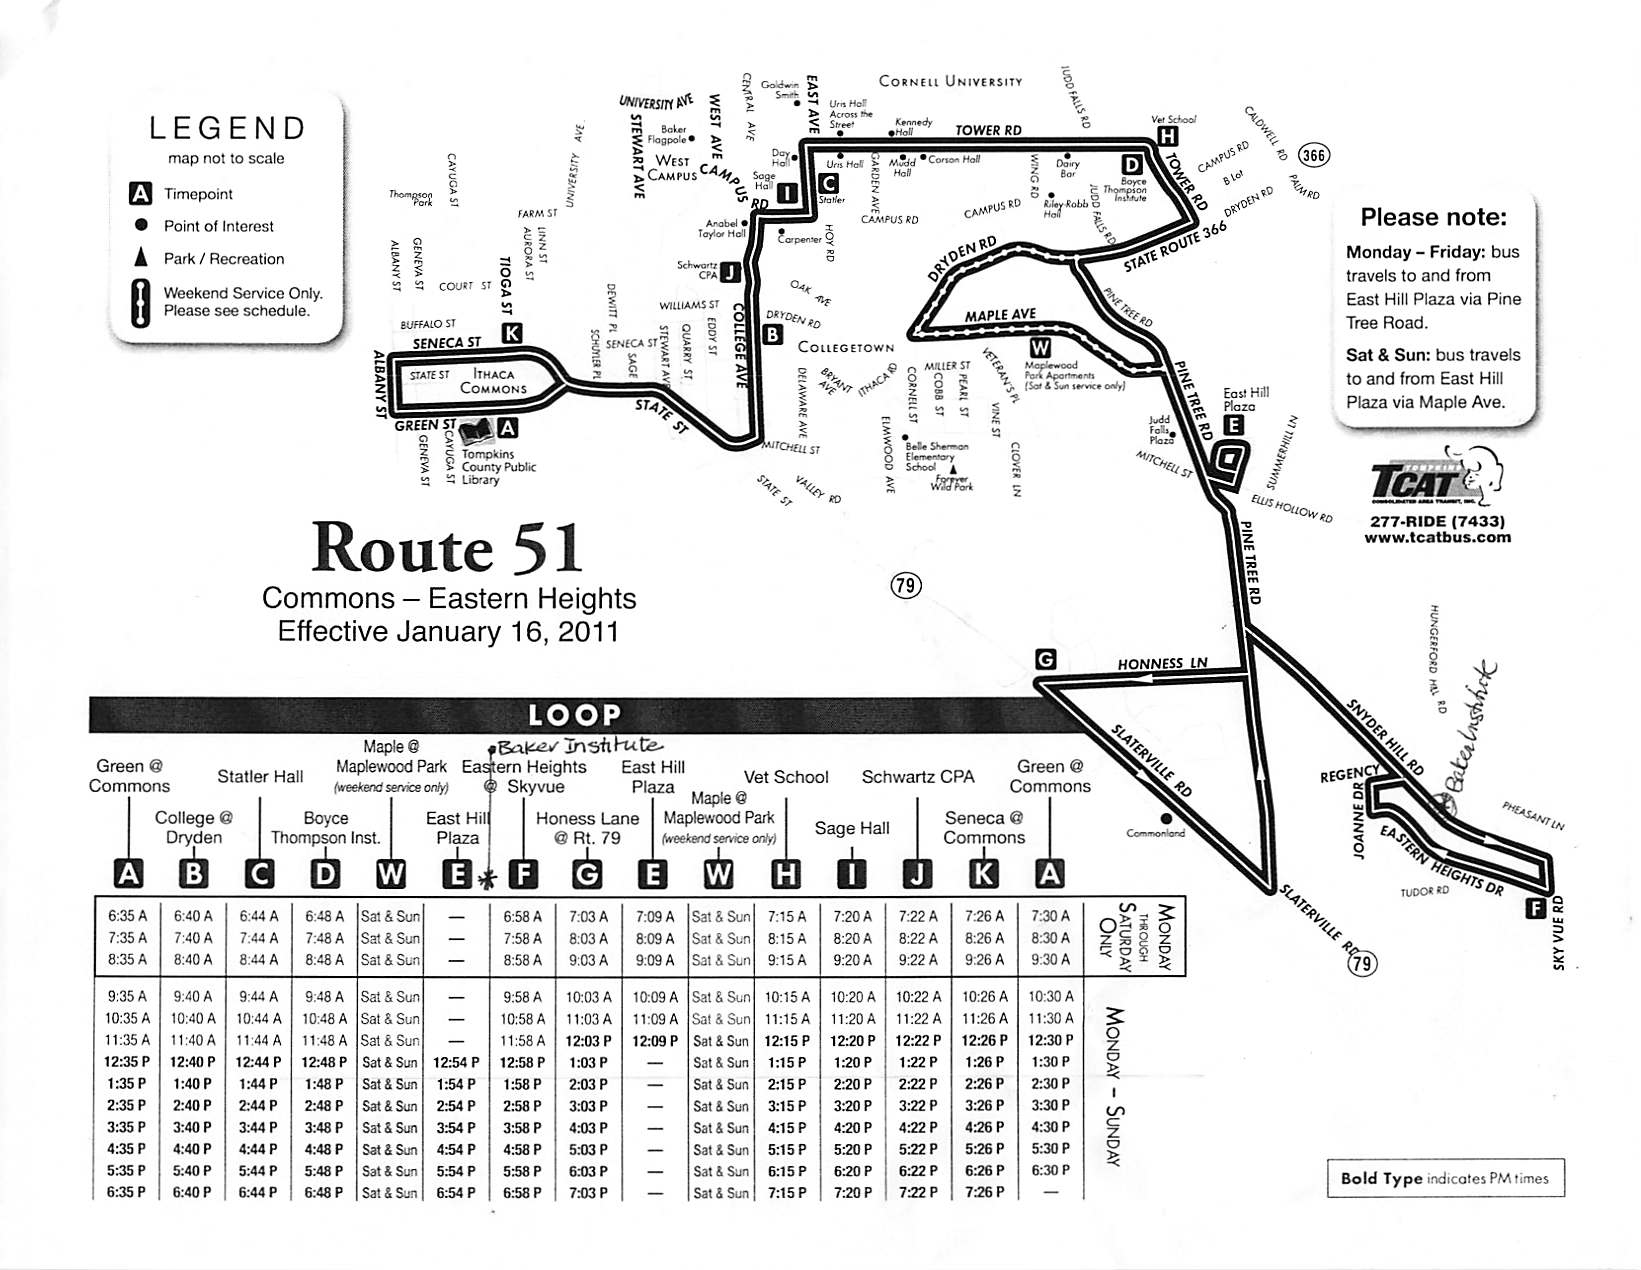 LEGEND
map not to scale
A Timepoint
Point of Interest
Park / Recreation
Weekend Service Only.
Please see schedule.
CORNELL UNIVERSITY
UNIVERSITY AVE
STEWART AVE
WEST AVE
CENTRAL AVE
EAST AVE
Goldwin
Smith
Uris Hall
Across the
Street
Kennedy
Hall
TOWER RD
JUDD FALLS RD
Vet School
H
CALDWELL RD
366
Baker
Flagpole
WEST
CAMPUS
CAMPUS RD
Day
Hall
Sage
Hall
I
C
Statler
Uris Hall
GARDEN AVE
Mudd
Hall
Corson Hall
WING RD
Dairy
Bar
D
Boyce
Thompson
Institute
TOWER RD
CAMPUS RD
B Lot
DRYDEN RD
PALM RD
Riley-Robb
Hall
JUDD FALLS RD
CAMPUS RD
CAMPUS RD
STATE ROUTE 366
DRYDEN RD
Anabel
Taylor Hall
Carpenter
HOY RD
Schwartz
CPA
J
OAK AVE
COLLEGE AVE
DRYDEN RD
B
COLLEGETOWN
Thompson
Park
CAYUGA ST
UNIVERSITY AVE
FARM ST
LINN ST
AURORA ST
ALBANY ST
GENEVA ST
COURT ST
TIOGA ST
DEWITT PL
WILLIAMS ST
EDDY ST
QUARRY ST
STEWART AVE
BUFFALO ST
SENECA ST
K
SCHUYLER PL
SENECA ST
SAGE
ALBANY ST
STATE ST
ITHACA
COMMONS
STATE ST
GREEN ST
A
GENEVA ST
CAYUGA ST
Tompkins
County Public
Library
MITCHELL ST
STATE ST
VALLEY RD
DELAWARE AVE
BRYANT AVE
ITHACA RD
ELMWOOD AVE
CORNELL ST
MILLER ST
COBB ST
PEARL ST
VETERAN'S PL
VINE ST
CLOVER LN
Belle Sherman
Elementary
School
Forever
Wild Park
MAPLE AVE
W
Maplewood
Park Apartments
(Sat & Sun service only)
PINE TREE RD
PINE TREE RD
East Hill
Plaza
E
Judd
Falls
Plaza
MITCHELL ST
SUMMERHILL LN
ELLIS HOLLOW RD
PINE TREE RD
Please note:
Monday – Friday: bus
travels to and from
East Hill Plaza via Pine
Tree Road.
Sat & Sun: bus travels
to and from East Hill
Plaza via Maple Ave.
TOMPKINS
TCAT
CONSOLIDATED AREA TRANSIT, INC.
277-RIDE (7433)
www.tcatbus.com
Route 51
Commons – Eastern Heights
Effective January 16, 2011
79
G
HONNESS LN
SLATERVILLE RD
Commonland
SLATERVILLE RD
79
SNYDER HILL RD
HUNGERFORD HILL RD
Baker Institute
REGENCY
JOANNE DR
EASTERN HEIGHTS DR
TUDOR RD
PHEASANT LN
F
SKY VUE RD
LOOP
Baker Institute
Green @
Commons
College @
Dryden
Statler Hall
Boyce
Thompson Inst.
Maple @
Maplewood Park
(weekend service only)
East Hill
Plaza
Eastern Heights
@ Skyvue
Honess Lane
@ Rt. 79
East Hill
Plaza
Maple @
Maplewood Park
(weekend service only)
Vet School
Sage Hall
Schwartz CPA
Seneca @
Commons
Green @
Commons
A B C D W E * F G E W H I J K A
6:35 A 6:40 A 6:44 A 6:48 A Sat & Sun — 6:58 A 7:03 A 7:09 A Sat & Sun 7:15 A 7:20 A 7:22 A 7:26 A 7:30 A
7:35 A 7:40 A 7:44 A 7:48 A Sat & Sun — 7:58 A 8:03 A 8:09 A Sat & Sun 8:15 A 8:20 A 8:22 A 8:26 A 8:30 A
8:35 A 8:40 A 8:44 A 8:48 A Sat & Sun — 8:58 A 9:03 A 9:09 A Sat & Sun 9:15 A 9:20 A 9:22 A 9:26 A 9:30 A
MONDAY
THROUGH
SATURDAY
ONLY
9:35 A 9:40 A 9:44 A 9:48 A Sat & Sun — 9:58 A 10:03 A 10:09 A Sat & Sun 10:15 A 10:20 A 10:22 A 10:26 A 10:30 A
10:35 A 10:40 A 10:44 A 10:48 A Sat & Sun — 10:58 A 11:03 A 11:09 A Sat & Sun 11:15 A 11:20 A 11:22 A 11:26 A 11:30 A
11:35 A 11:40 A 11:44 A 11:48 A Sat & Sun — 11:58 A 12:03 P 12:09 P Sat & Sun 12:15 P 12:20 P 12:22 P 12:26 P 12:30 P
12:35 P 12:40 P 12:44 P 12:48 P Sat & Sun 12:54 P 12:58 P 1:03 P — Sat & Sun 1:15 P 1:20 P 1:22 P 1:26 P 1:30 P
1:35 P 1:40 P 1:44 P 1:48 P Sat & Sun 1:54 P 1:58 P 2:03 P — Sat & Sun 2:15 P 2:20 P 2:22 P 2:26 P 2:30 P
2:35 P 2:40 P 2:44 P 2:48 P Sat & Sun 2:54 P 2:58 P 3:03 P — Sat & Sun 3:15 P 3:20 P 3:22 P 3:26 P 3:30 P
3:35 P 3:40 P 3:44 P 3:48 P Sat & Sun 3:54 P 3:58 P 4:03 P — Sat & Sun 4:15 P 4:20 P 4:22 P 4:26 P 4:30 P
4:35 P 4:40 P 4:44 P 4:48 P Sat & Sun 4:54 P 4:58 P 5:03 P — Sat & Sun 5:15 P 5:20 P 5:22 P 5:26 P 5:30 P
5:35 P 5:40 P 5:44 P 5:48 P Sat & Sun 5:54 P 5:58 P 6:03 P — Sat & Sun 6:15 P 6:20 P 6:22 P 6:26 P 6:30 P
6:35 P 6:40 P 6:44 P 6:48 P Sat & Sun 6:54 P 6:58 P 7:03 P — Sat & Sun 7:15 P 7:20 P 7:22 P 7:26 P —
MONDAY – SUNDAY
Bold Type indicates PM times